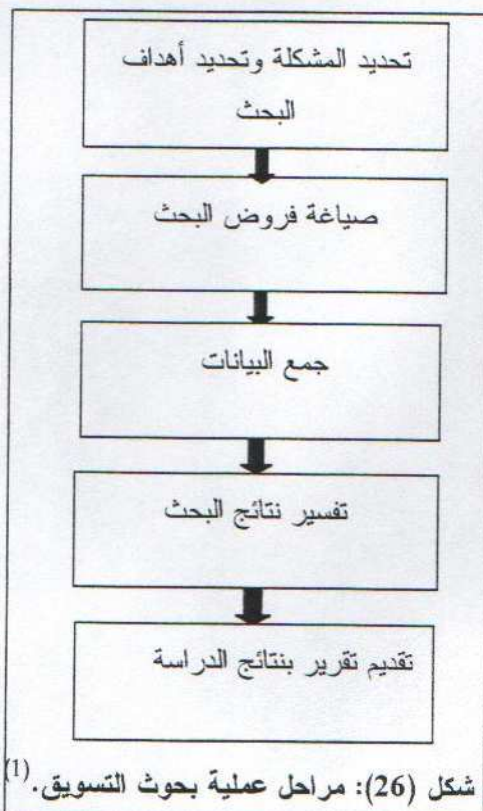 تحديد المشكلة وتحديد أهداف
البحث
صياغة فروض البحث
جمع البيانات
تفسير نتائج البحث
تقديم تقرير بنتائج الدراسة
شكل (26): مراحل عملية بحوث التسويق.(1)